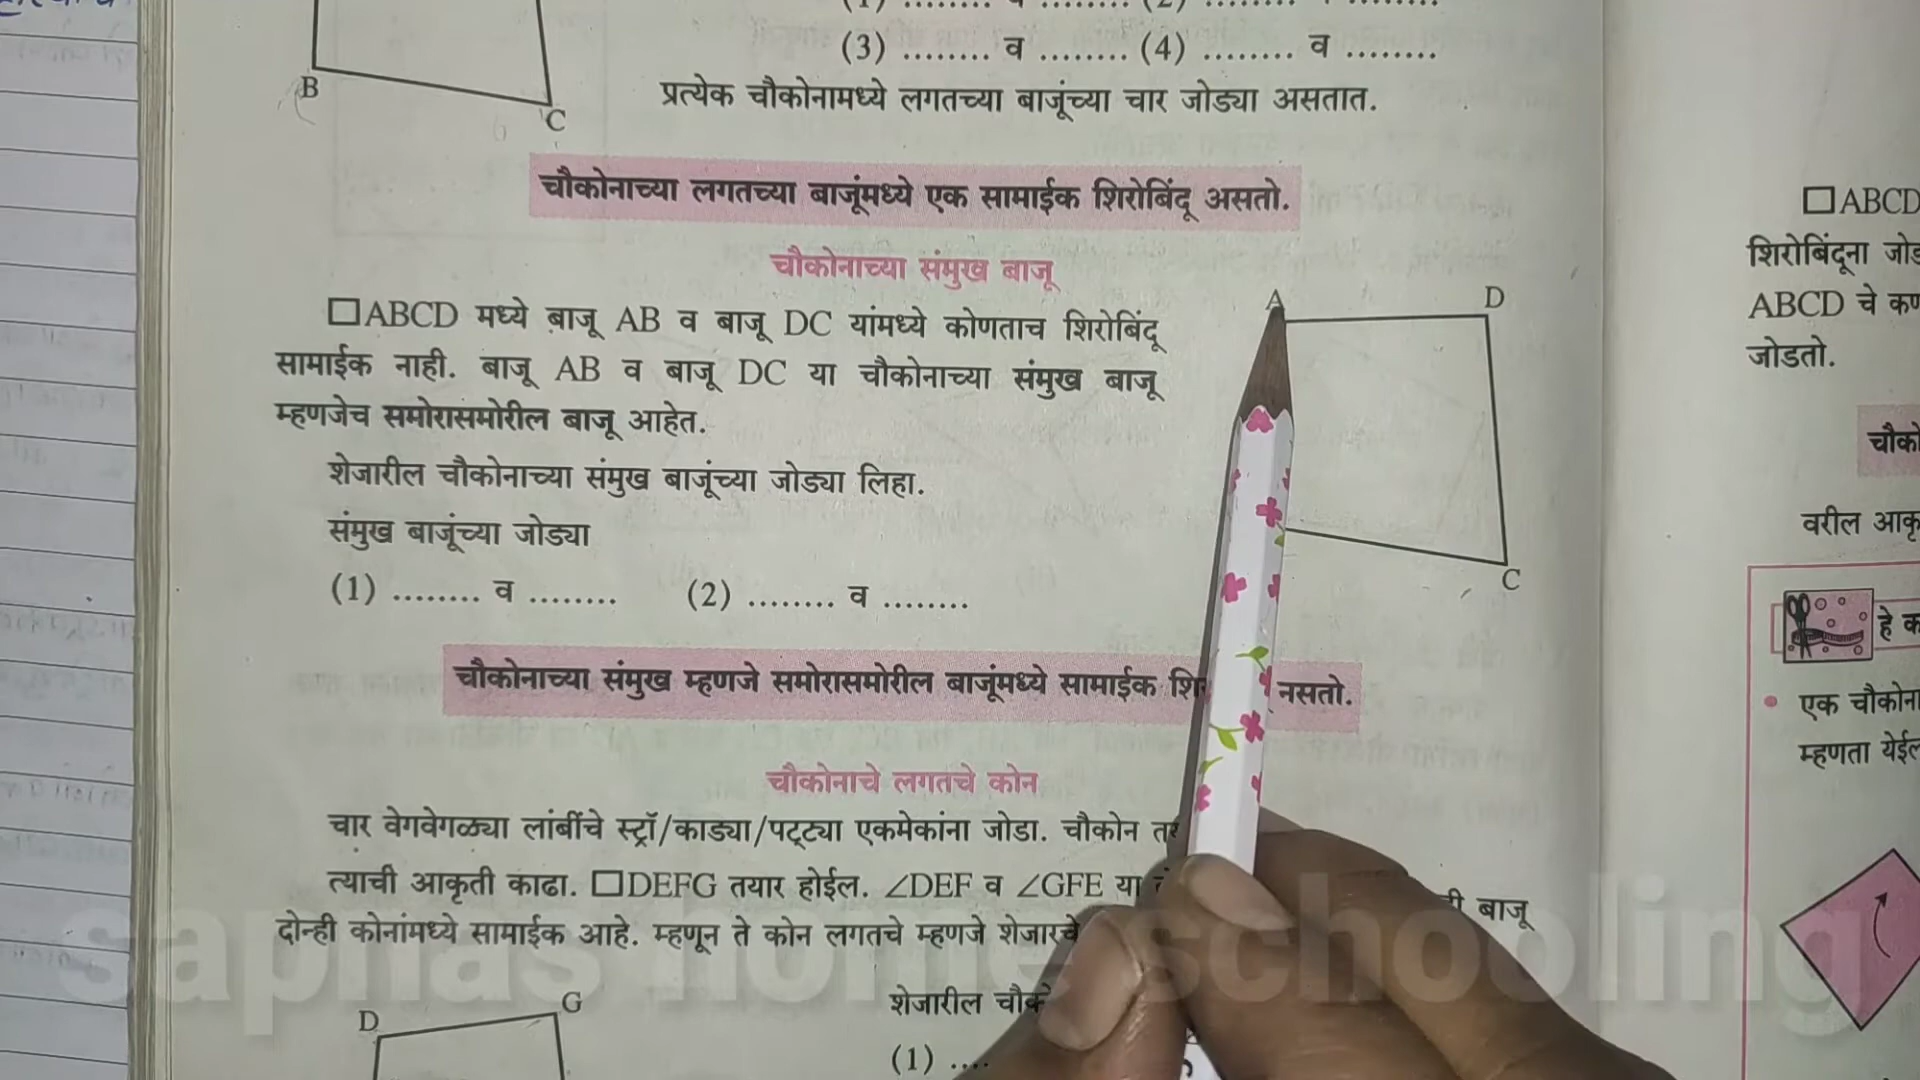 (3) ........ व ........ (4) ........ व ........
प्रत्येक चौकोनामध्ये लगतच्या बाजूंच्या चार जोड्या असतात.
B
C
चौकोनाच्या लगतच्या बाजूंमध्ये एक सामाईक शिरोबिंदू असतो.
चौकोनाच्या संमुख बाजू
□ABCD मध्ये बाजू AB व बाजू DC यांमध्ये कोणताच शिरोबिंदू
सामाईक नाही. बाजू AB व बाजू DC या चौकोनाच्या संमुख बाजू
म्हणजेच समोरासमोरील बाजू आहेत.
A
D
C
शेजारील चौकोनाच्या संमुख बाजूंच्या जोड्या लिहा.
संमुख बाजूंच्या जोड्या
(1) ........ व ........ (2) ........ व ........
चौकोनाच्या संमुख म्हणजे समोरासमोरील बाजूंमध्ये सामाईक नसतो.
चौकोनाचे लगतचे कोन
चार वेगवेगळ्या लांबींचे स्ट्रॉ/काड्या/पट्ट्या एकमेकांना जोडा. चौकोन
त्याची आकृती काढा. □DEFG तयार होईल. ∠DEF व ∠GFE या बाजू
दोन्ही कोनांमध्ये सामाईक आहे. म्हणून ते कोन लगतचे म्हणजे शेजारचे
D
G
शेजारील
(1) ....
□ABCD
शिरोबिंदूना
ABCD चे
जोडतो.
वरील
हे
• एक चौकोना
म्हणता
sapnas home schooling